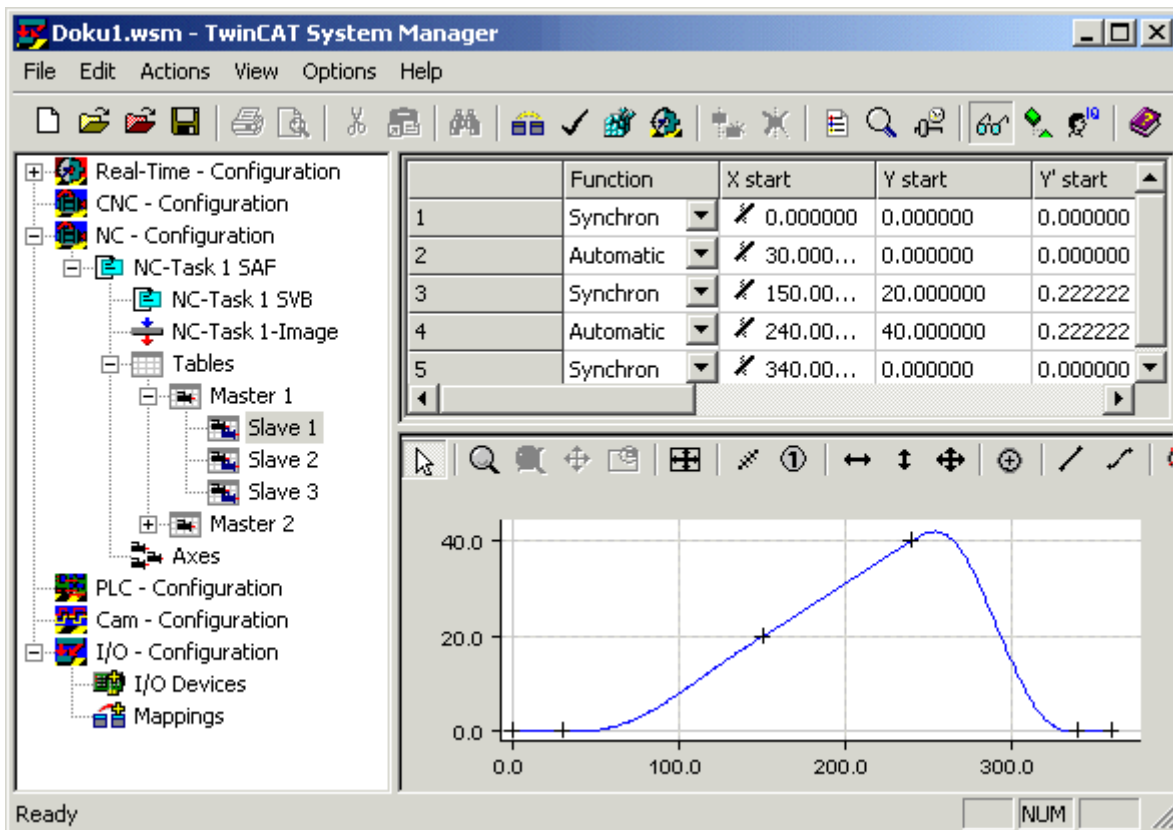 Doku1.wsm - TwinCAT System Manager
File Edit Actions View Options Help
Real-Time - Configuration
CNC - Configuration
NC - Configuration
NC-Task 1 SAF
NC-Task 1 SVB
NC-Task 1-Image
Tables
Master 1
Slave 1
Slave 2
Slave 3
Master 2
Axes
PLC - Configuration
Cam - Configuration
I/O - Configuration
I/O Devices
Mappings
Function X start Y start Y' start
1 Synchron 0.000000 0.000000 0.000000
2 Automatic 30.000... 0.000000 0.000000
3 Synchron 150.00... 20.000000 0.222222
4 Automatic 240.00... 40.000000 0.222222
5 Synchron 340.00... 0.000000 0.000000
40.0
20.0
0.0
0.0 100.0 200.0 300.0
Ready NUM